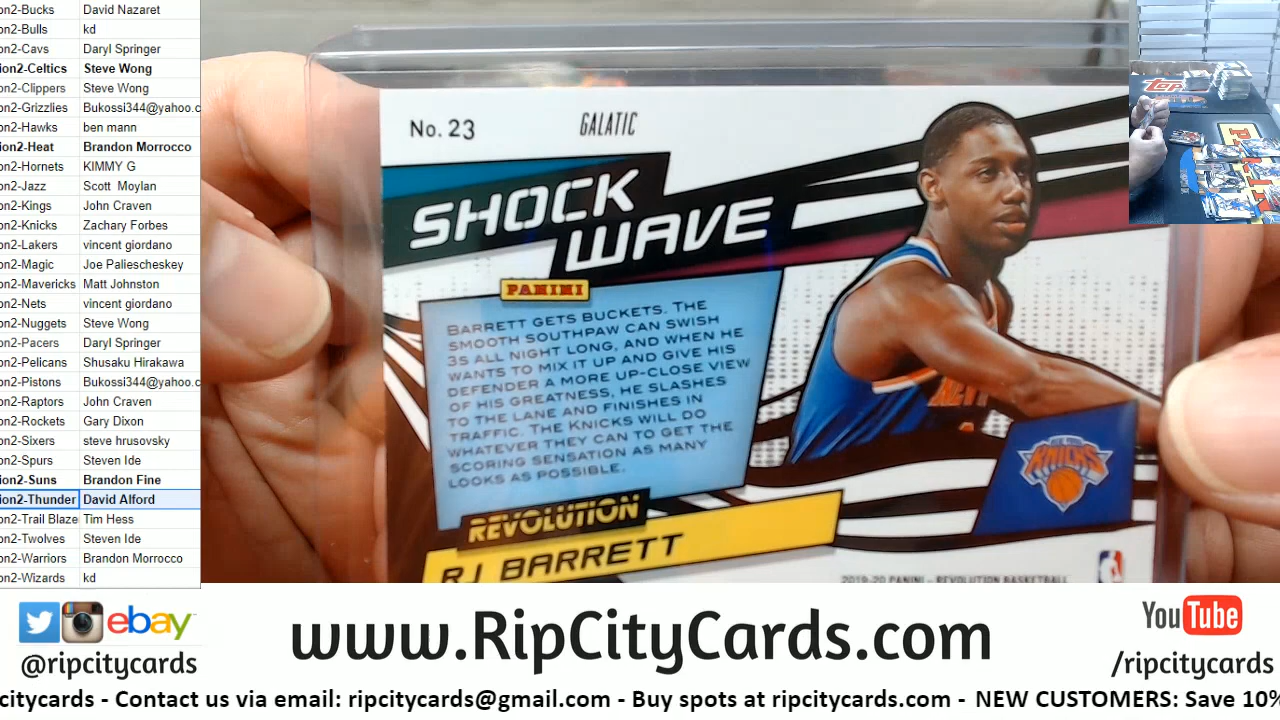 on2-Bucks David Nazaret
on2-Bulls kd
on2-Cavs Daryl Springer
ion2-Celtics Steve Wong
on2-Clippers Steve Wong
on2-Grizzlies Bukossi344@yahoo.c
on2-Hawks ben mann
ion2-Heat Brandon Morrocco
on2-Hornets KIMMY G
on2-Jazz Scott Moylan
on2-Kings John Craven
on2-Knicks Zachary Forbes
on2-Lakers vincent giordano
on2-Magic Joe Paliescheskey
on2-Mavericks Matt Johnston
on2-Nets vincent giordano
on2-Nuggets Steve Wong
on2-Pacers Daryl Springer
on2-Pelicans Shusaku Hirakawa
on2-Pistons Bukossi344@yahoo.c
on2-Raptors John Craven
on2-Rockets Gary Dixon
on2-Sixers steve hrusovsky
on2-Spurs Steven Ide
ion2-Suns Brandon Fine
ion2-Thunder David Alford
on2-Trail Blaze Tim Hess
on2-Twolves Steven Ide
on2-Warriors Brandon Morrocco
on2-Wizards kd
No. 23 GALATIC
SHOCK
WAVE
PANINI
BARRETT GETS BUCKETS. THE
SMOOTH SOUTHPAW CAN SWISH
3S ALL NIGHT LONG, AND WHEN HE
WANTS TO MIX IT UP AND GIVE HIS
DEFENDER A MORE UP-CLOSE VIEW
OF HIS GREATNESS, HE SLASHES
TO THE LANE AND FINISHES IN
TRAFFIC. THE KNICKS WILL DO
WHATEVER THEY CAN TO GET THE
SCORING SENSATION AS MANY
LOOKS AS POSSIBLE.
REVOLUTION
RJ BARRETT
NEW YORK
KNICKS
2019-20 PANINI - REVOLUTION BASKETBALL
ebay
@ripcitycards
www.RipCityCards.com
YouTube
/ripcitycards
citycards - Contact us via email: ripcitycards@gmail.com - Buy spots at ripcitycards.com - NEW CUSTOMERS: Save 10%